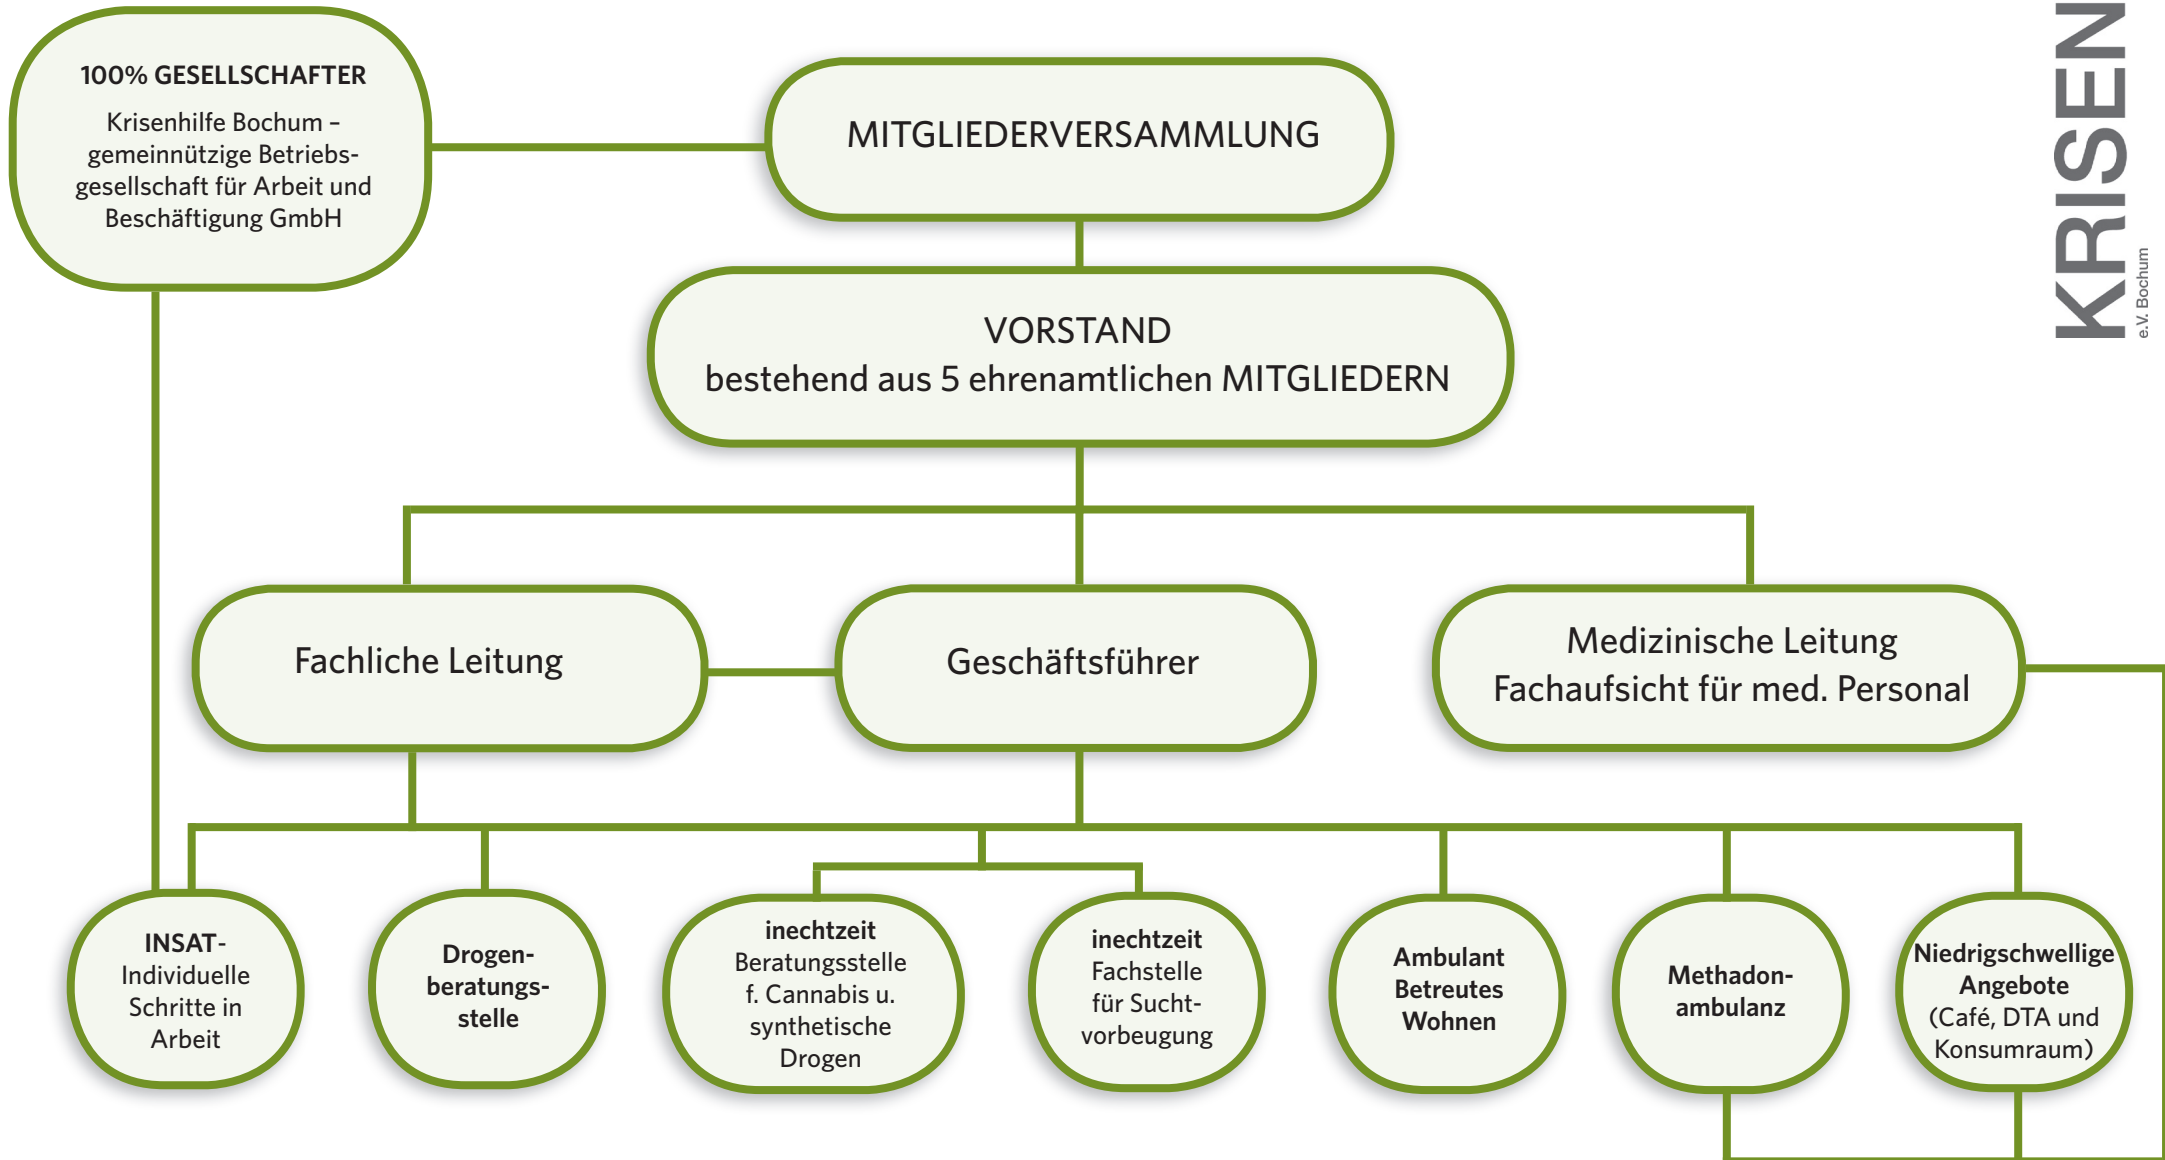 100% GESELLSCHAFTER
Krisenhilfe Bochum –
gemeinnützige Betriebs-
gesellschaft für Arbeit und
Beschäftigung GmbH
MITGLIEDERVERSAMMLUNG
KRISEN
e.V. Bochum
VORSTAND
bestehend aus 5 ehrenamtlichen MITGLIEDERN
Fachliche Leitung
Geschäftsführer
Medizinische Leitung
Fachaufsicht für med. Personal
INSAT-
Individuelle
Schritte in
Arbeit
Drogen-
beratungs-
stelle
inechtzeit
Beratungsstelle
f. Cannabis u.
synthetische
Drogen
inechtzeit
Fachstelle
für Sucht-
vorbeugung
Ambulant
Betreutes
Wohnen
Methadon-
ambulanz
Niedrigschwellige
Angebote
(Café, DTA und
Konsumraum)